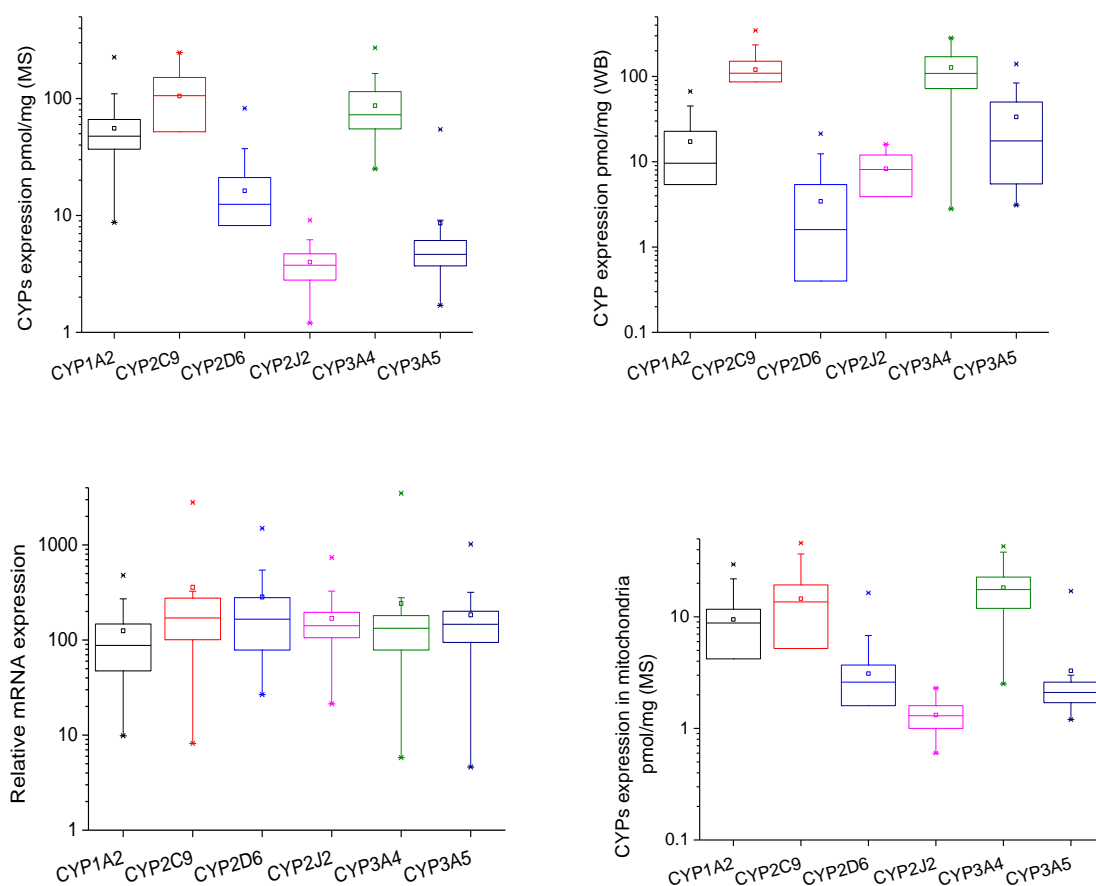 CYPs expression pmol/mg (MS)
100
10
1
CYP1A2
CYP2C9
CYP2D6
CYP2J2
CYP3A4
CYP3A5
CYP expression pmol/mg (WB)
100
10
1
0.1
CYP1A2
CYP2C9
CYP2D6
CYP2J2
CYP3A4
CYP3A5
Relative mRNA expression
1000
100
10
1
CYP1A2
CYP2C9
CYP2D6
CYP2J2
CYP3A4
CYP3A5
CYPs expression in mitochondria
pmol/mg (MS)
10
1
0.1
CYP1A2
CYP2C9
CYP2D6
CYP2J2
CYP3A4
CYP3A5